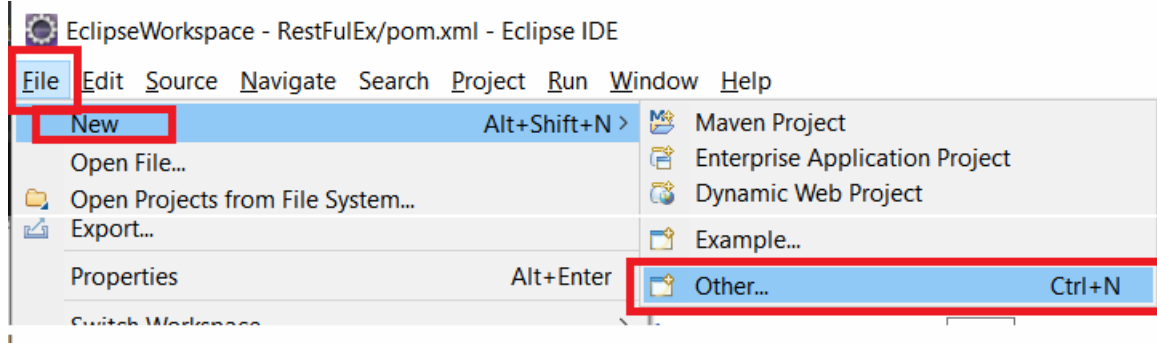 EclipseWorkspace - RestFulEx/pom.xml - Eclipse IDE
File Edit Source Navigate Search Project Run Window Help
New Alt+Shift+N > Maven Project
Open File... Enterprise Application Project
Open Projects from File System... Dynamic Web Project
Export... Example...
Properties Alt+Enter Other... Ctrl+N
Switch Workspace >